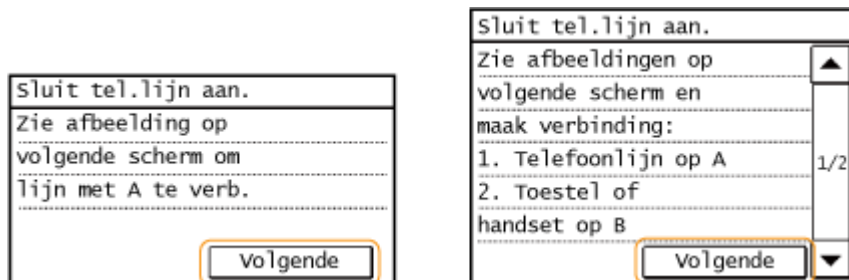 Sluit tel.lijn aan.
Zie afbeelding op
volgende scherm om
lijn met A te verb.
Volgende
Sluit tel.lijn aan.
Zie afbeeldingen op
volgende scherm en
maak verbinding:
1. Telefoonlijn op A
2. Toestel of
handset op B
1/2
Volgende